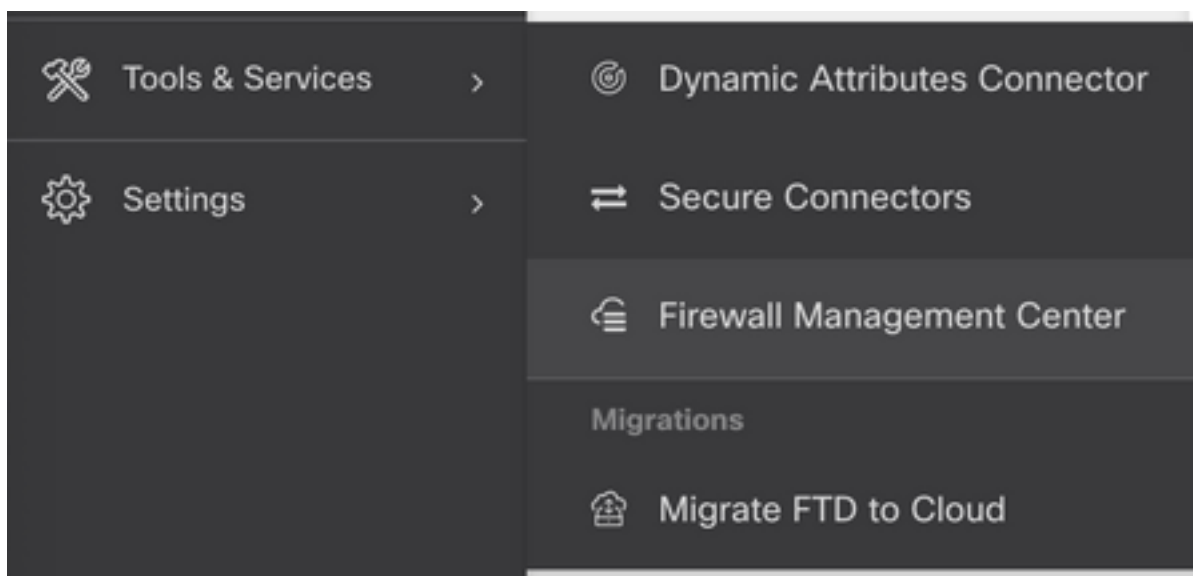 Tools & Services
Settings
Dynamic Attributes Connector
Secure Connectors
Firewall Management Center
Migrations
Migrate FTD to Cloud